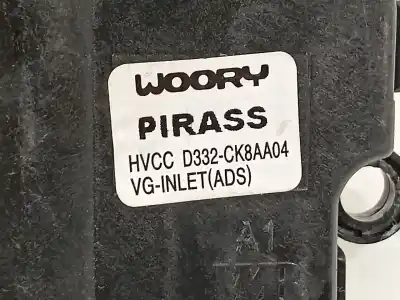 WOORY
PIRASS
HVCC D332-CK8AA04
VG-INLET(ADS)
A1